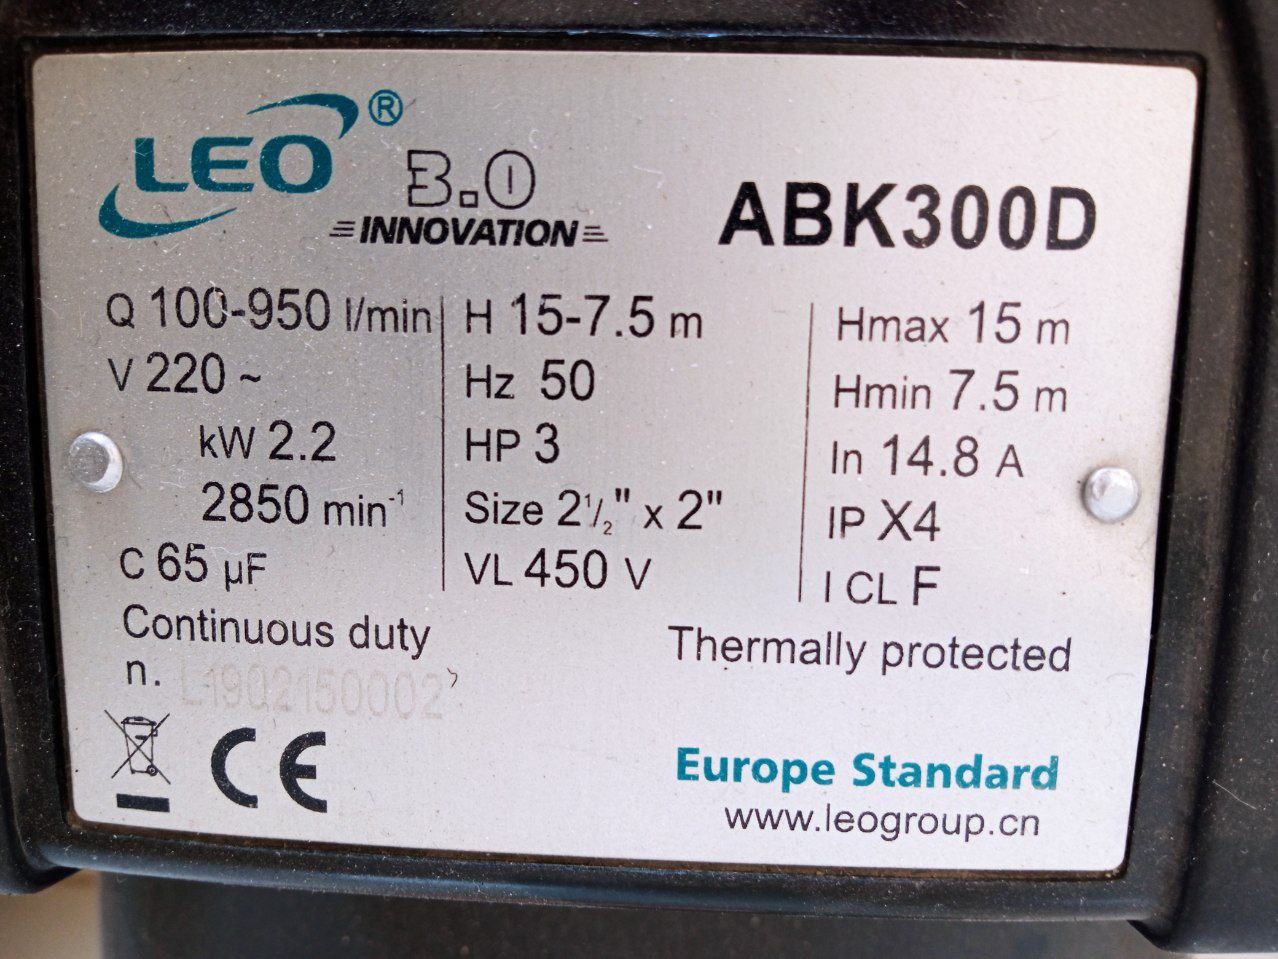 LEO®
3.0
INNOVATION
ABK300D
Q 100-950 l/min
V 220 ~
kW 2.2
2850 min⁻¹
C 65 µF
H 15-7.5 m
Hz 50
HP 3
Size 2¹/₂" x 2"
VL 450 V
Hmax 15 m
Hmin 7.5 m
In 14.8 A
IP X4
I CL F
Continuous duty
Thermally protected
n. L1902150002
CE
Europe Standard
www.leogroup.cn